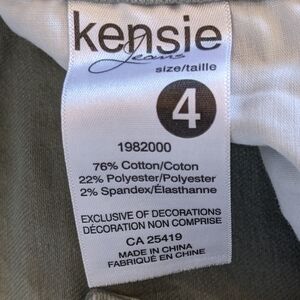 kensie
Jeans
size/taille
4
1982000
76% Cotton/Coton
22% Polyester/Polyester
2% Spandex/Élasthanne
EXCLUSIVE OF DECORATIONS
DÉCORATION NON COMPRISE
CA 25419
MADE IN CHINA
FABRIQUE EN CHINE